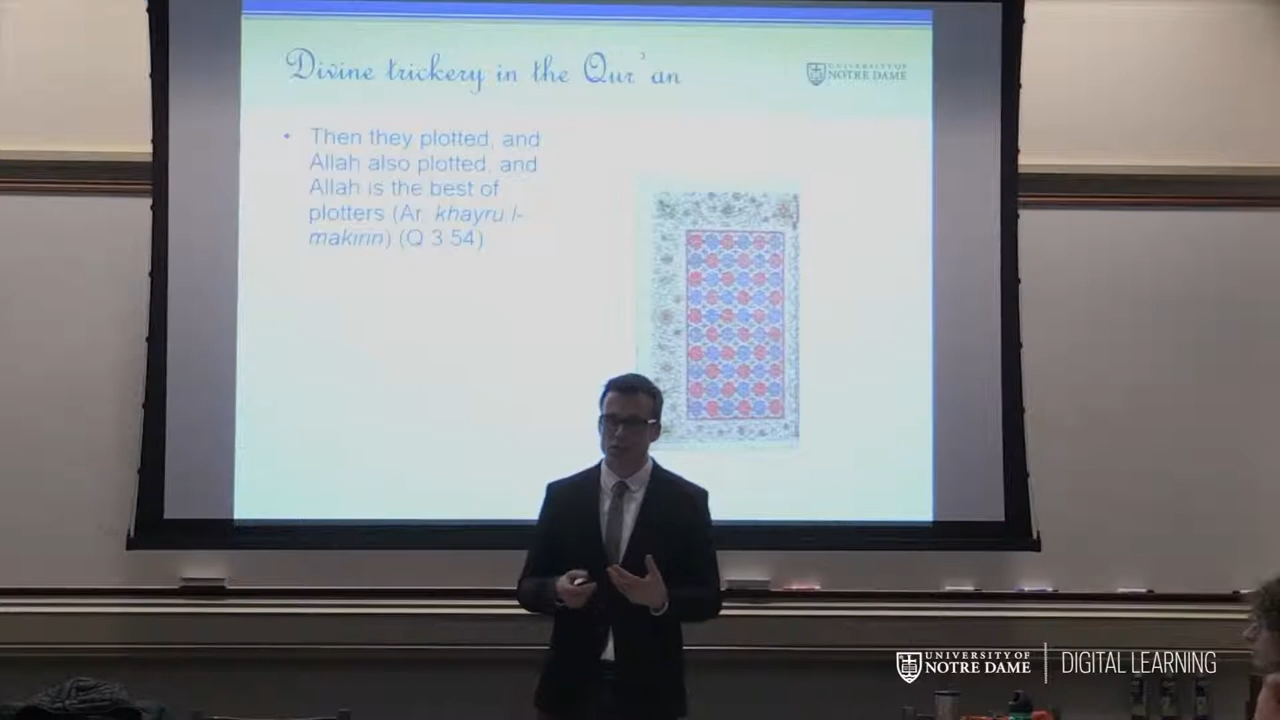 Divine trickery in the Qur'an
UNIVERSITY OF
NOTRE DAME
• Then they plotted, and
Allah also plotted, and
Allah is the best of
plotters (Ar. khayru l-
makirin) (Q 3 54)
UNIVERSITY OF
NOTRE DAME
DIGITAL LEARNING